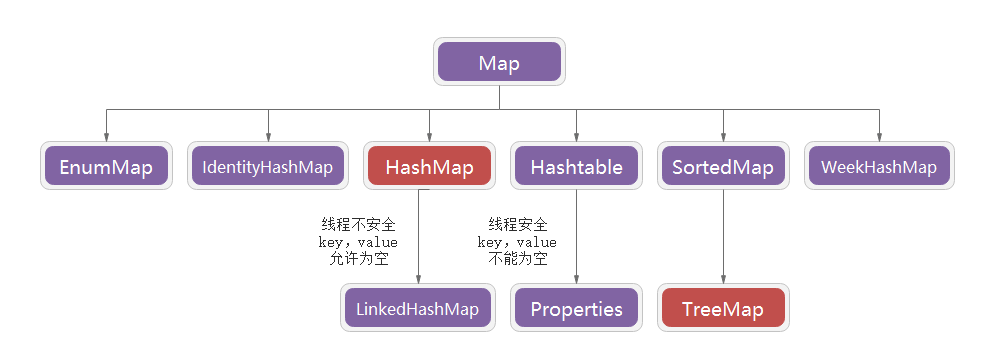 Map
EnumMap
IdentityHashMap
HashMap
Hashtable
SortedMap
WeekHashMap
线程不安全
key，value
允许为空
线程安全
key，value
不能为空
LinkedHashMap
Properties
TreeMap